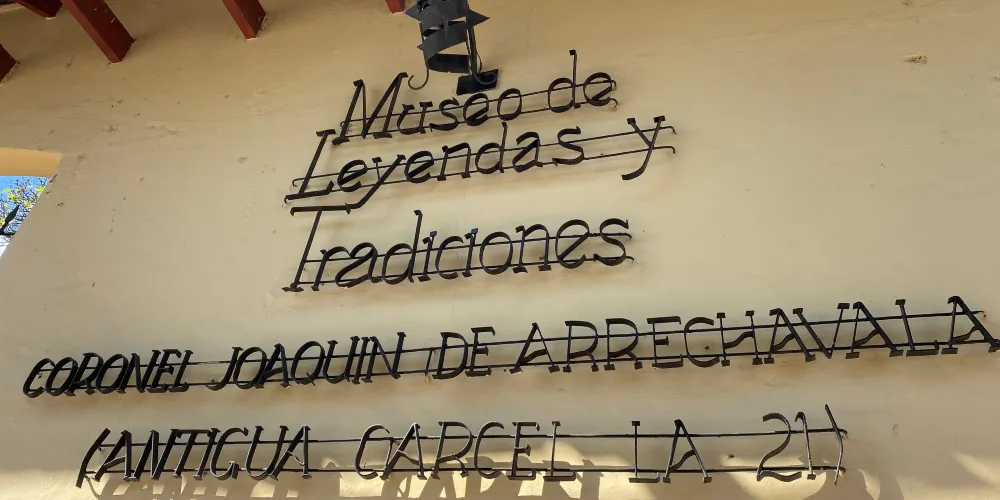 Museo de
Leyendas y
Tradiciones
CORONEL JOAQUIN DE ARRECHAVALA
(ANTIGUA CARCEL LA 21)